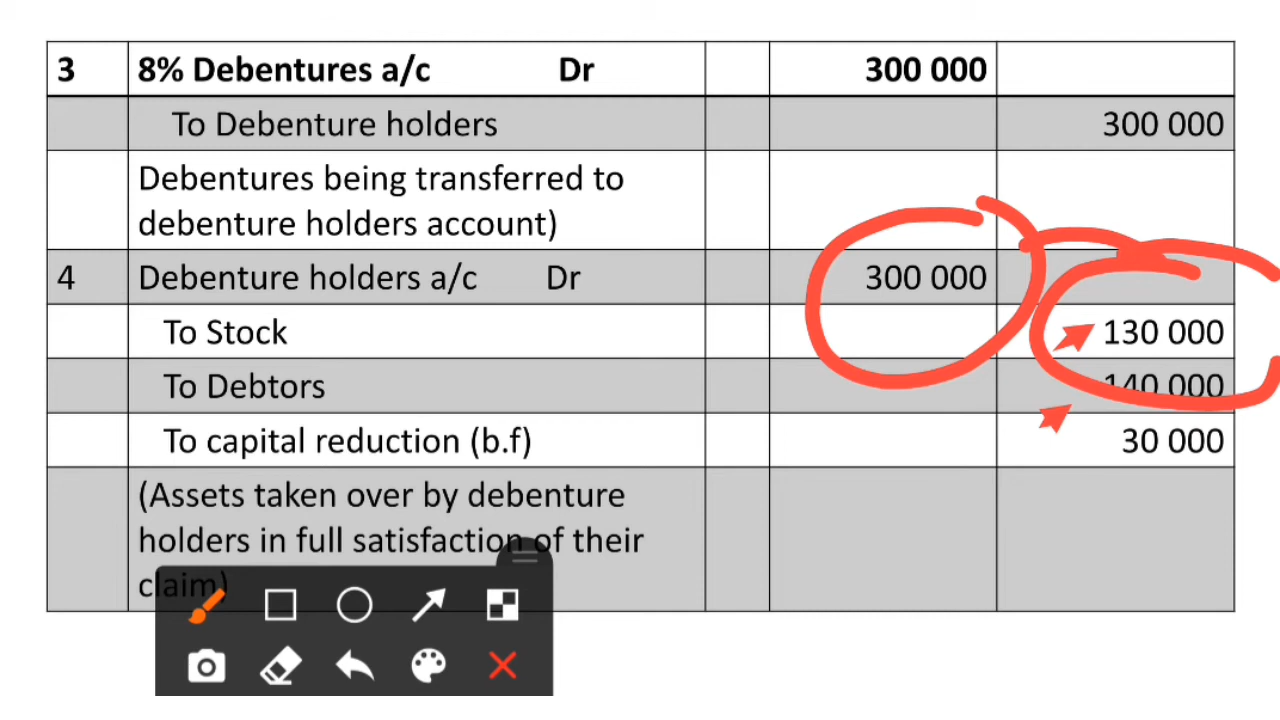 3 8% Debentures a/c Dr 300 000
To Debenture holders 300 000
Debentures being transferred to
debenture holders account)
4 Debenture holders a/c Dr 300 000
To Stock 130 000
To Debtors 140 000
To capital reduction (b.f) 30 000
(Assets taken over by debenture
holders in full satisfaction of their
claim)